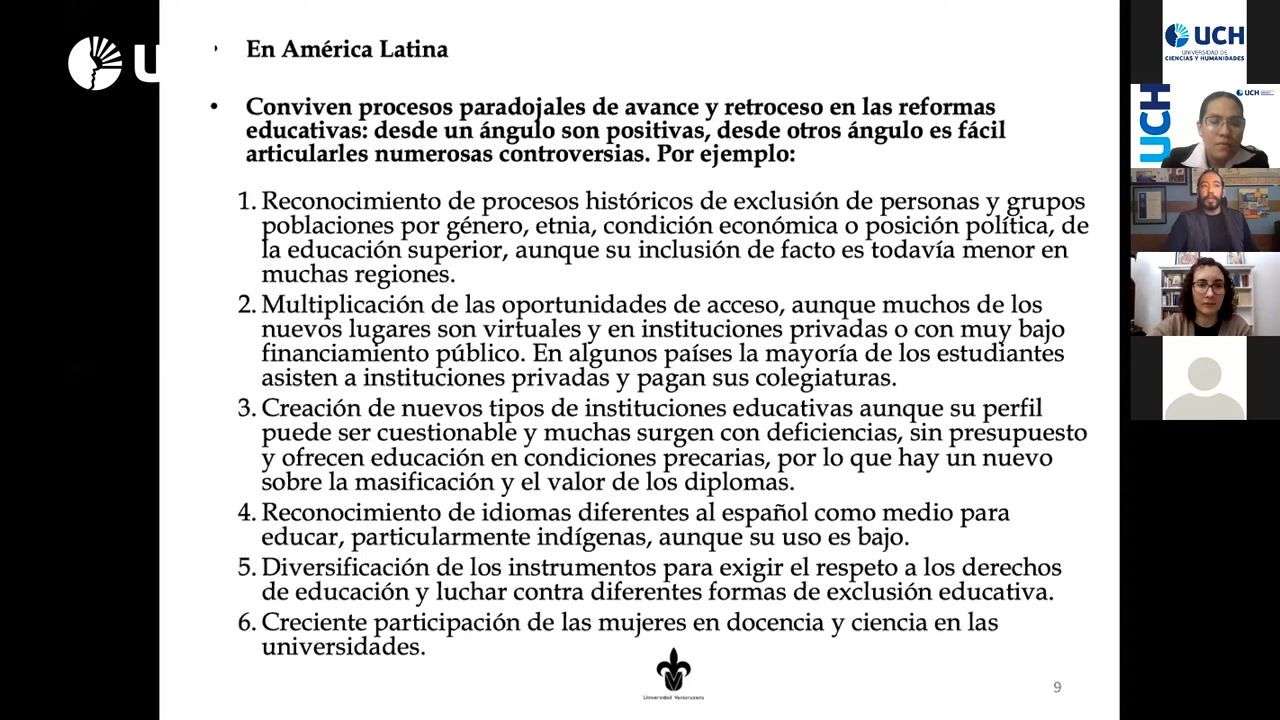 U
En América Latina
• Conviven procesos paradojales de avance y retroceso en las reformas
educativas: desde un ángulo son positivas, desde otros ángulo es fácil
articularles numerosas controversias. Por ejemplo:
1. Reconocimiento de procesos históricos de exclusión de personas y grupos
poblaciones por género, etnia, condición económica o posición política, de
la educación superior, aunque su inclusión de facto es todavía menor en
muchas regiones.
2. Multiplicación de las oportunidades de acceso, aunque muchos de los
nuevos lugares son virtuales y en instituciones privadas o con muy bajo
financiamiento público. En algunos países la mayoría de los estudiantes
asisten a instituciones privadas y pagan sus colegiaturas.
3. Creación de nuevos tipos de instituciones educativas aunque su perfil
puede ser cuestionable y muchas surgen con deficiencias, sin presupuesto
y ofrecen educación en condiciones precarias, por lo que hay un nuevo
sobre la masificación y el valor de los diplomas.
4. Reconocimiento de idiomas diferentes al español como medio para
educar, particularmente indígenas, aunque su uso es bajo.
5. Diversificación de los instrumentos para exigir el respeto a los derechos
de educación y luchar contra diferentes formas de exclusión educativa.
6. Creciente participación de las mujeres en docencia y ciencia en las
universidades.
Universidad Veracruzana
9
UCH
UNIVERSIDAD DE
CIENCIAS Y HUMANIDADES
UCH
UCH